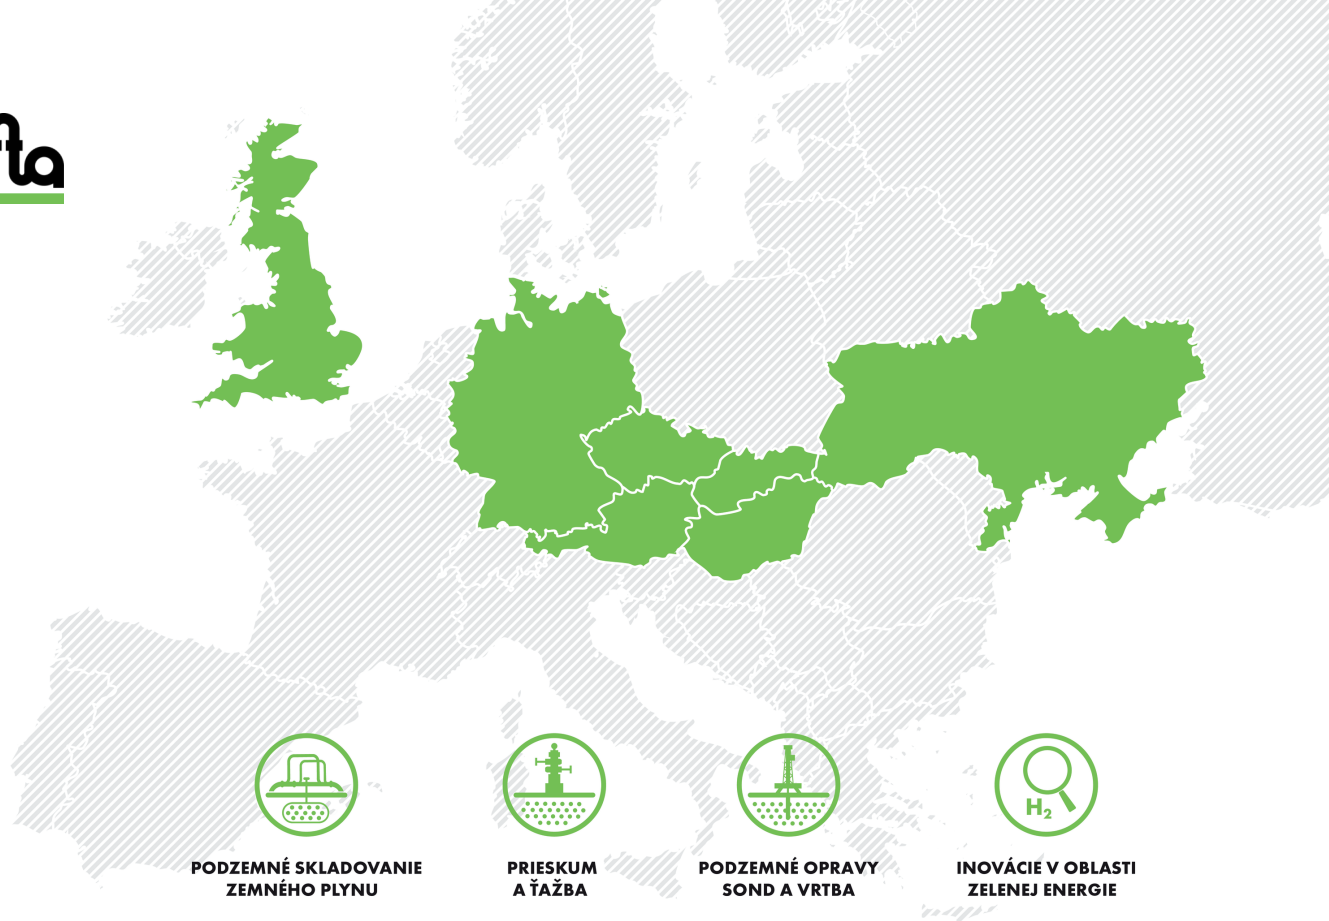 H₂
PODZEMNÉ SKLADOVANIE
ZEMNÉHO PLYNU
PRIESKUM
A ŤAŽBA
PODZEMNÉ OPRAVY
SOND A VRTBA
INOVÁCIE V OBLASTI
ZELENEJ ENERGIE